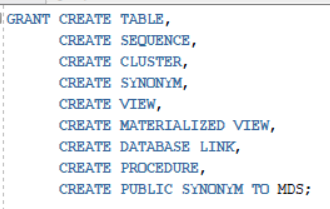 GRANT CREATE TABLE,
CREATE SEQUENCE,
CREATE CLUSTER,
CREATE SYNONYM,
CREATE VIEW,
CREATE MATERIALIZED VIEW,
CREATE DATABASE LINK,
CREATE PROCEDURE,
CREATE PUBLIC SYNONYM TO MDS;